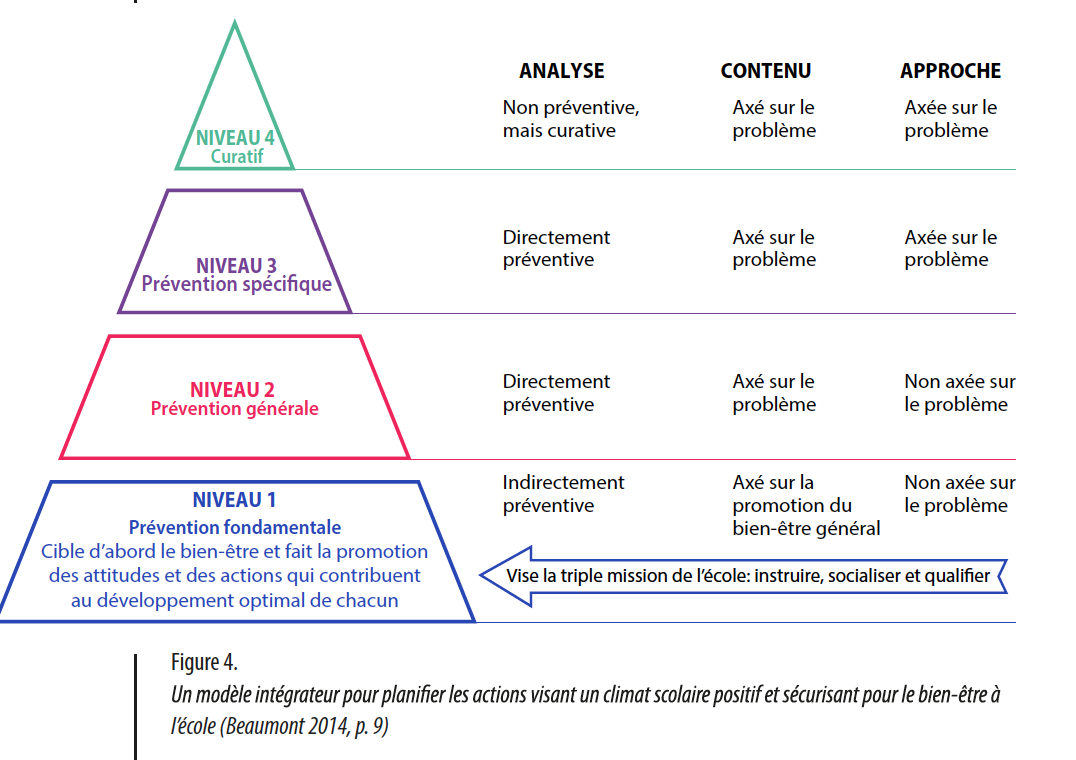 ANALYSE CONTENU APPROCHE
NIVEAU 4
Curatif
Non préventive,
mais curative
Axé sur le
problème
Axée sur le
problème
NIVEAU 3
Prévention spécifique
Directement
préventive
Axé sur le
problème
Axée sur le
problème
NIVEAU 2
Prévention générale
Directement
préventive
Axé sur le
problème
Non axée sur
le problème
NIVEAU 1
Prévention fondamentale
Cible d’abord le bien-être et fait la promotion
des attitudes et des actions qui contribuent
au développement optimal de chacun
Indirectement
préventive
Axé sur la
promotion du
bien-être général
Non axée sur
le problème
Vise la triple mission de l’école: instruire, socialiser et qualifier
Figure 4.
Un modèle intégrateur pour planifier les actions visant un climat scolaire positif et sécurisant pour le bien-être à
l’école (Beaumont 2014, p. 9)